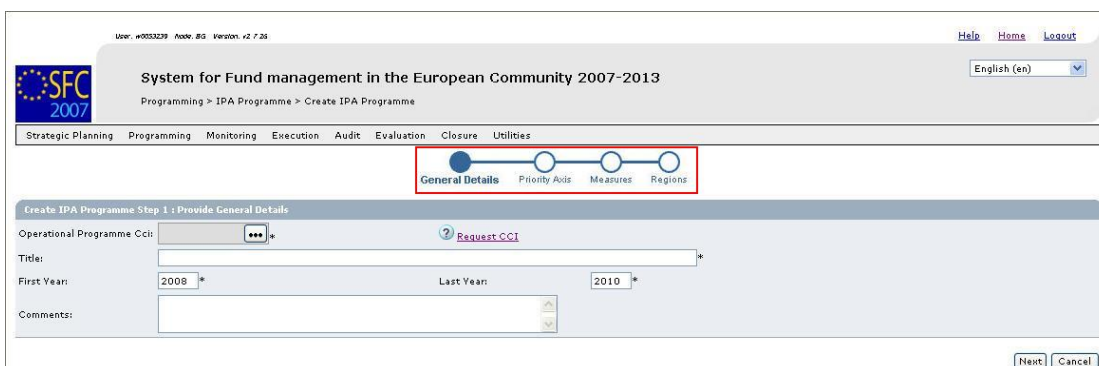 User. w0053239 Node. BG Version. v2 7 26
Help Home Logout
SFC 2007
System for Fund management in the European Community 2007-2013
English (en)
Programming > IPA Programme > Create IPA Programme
Strategic Planning Programming Monitoring Execution Audit Evaluation Closure Utilities
General Details Priority Axis Measures Regions
Create IPA Programme Step 1 : Provide General Details
Operational Programme Cci: ... * ? Request CCI
Title: *
First Year: 2008 * Last Year: 2010 *
Comments:
Next Cancel